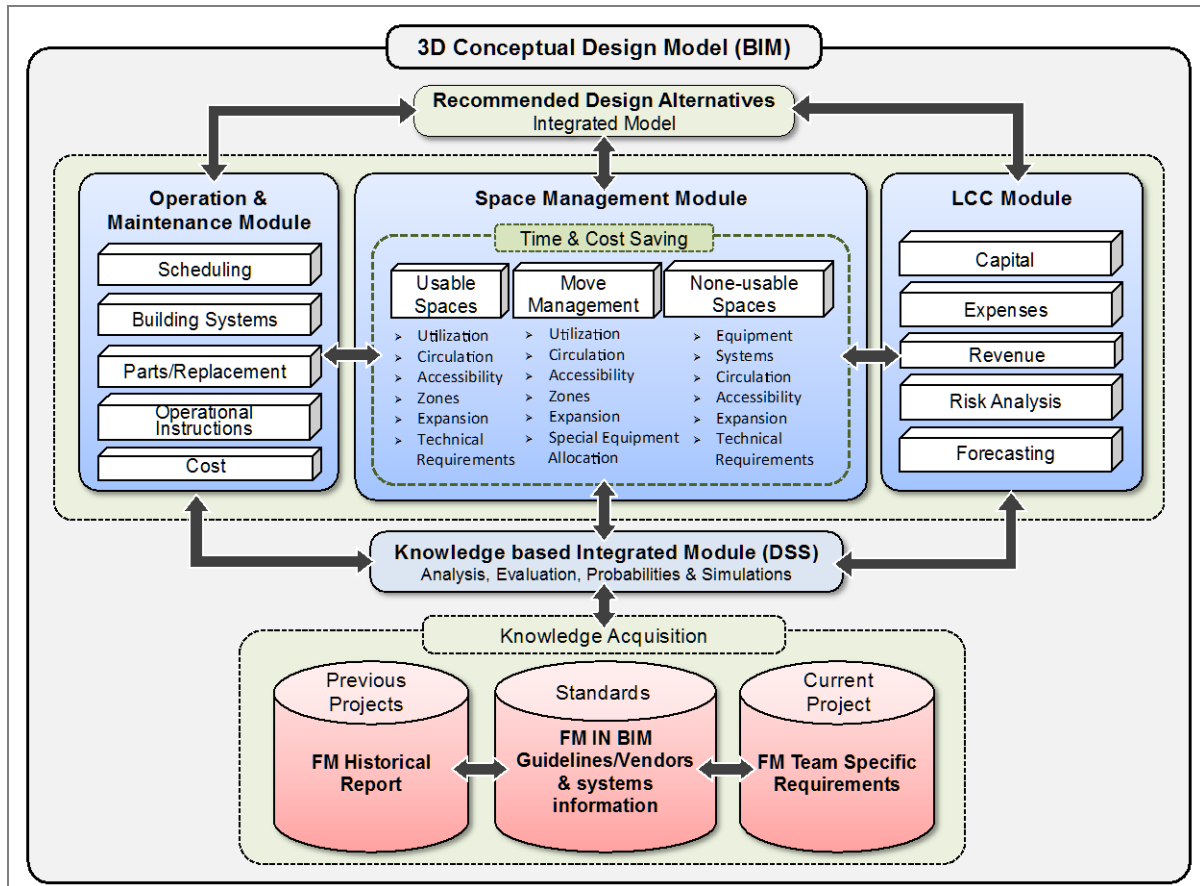 3D Conceptual Design Model (BIM)
Recommended Design Alternatives
Integrated Model
Operation &
Maintenance Module
Scheduling
Building Systems
Parts/Replacement
Operational
Instructions
Cost
Space Management Module
Time & Cost Saving
Usable
Spaces
➢ Utilization
➢ Circulation
➢ Accessibility
➢ Zones
➢ Expansion
➢ Technical
Requirements
Move
Management
➢ Utilization
➢ Circulation
➢ Accessibility
➢ Zones
➢ Expansion
➢ Special Equipment
Allocation
None-usable
Spaces
➢ Equipment
➢ Systems
➢ Circulation
➢ Accessibility
➢ Expansion
➢ Technical
Requirements
LCC Module
Capital
Expenses
Revenue
Risk Analysis
Forecasting
Knowledge based Integrated Module (DSS)
Analysis, Evaluation, Probabilities & Simulations
Knowledge Acquisition
Previous
Projects
FM Historical
Report
Standards
FM IN BIM
Guidelines/Vendors
& systems
information
Current
Project
FM Team Specific
Requirements